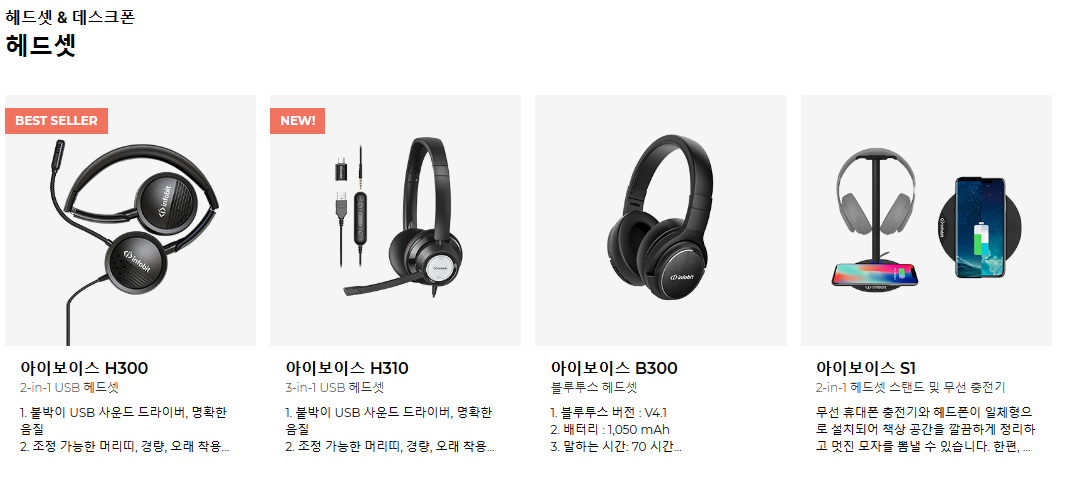 헤드셋 & 데스크폰
헤드셋
BEST SELLER
infobit
infobit
아이보이스 H300
2-in-1 USB 헤드셋
1. 붙박이 USB 사운드 드라이버, 명확한
음질
2. 조정 가능한 머리띠, 경량, 오래 착용...
NEW!
아이보이스 H310
3-in-1 USB 헤드셋
1. 붙박이 USB 사운드 드라이버, 명확한
음질
2. 조정 가능한 머리띠, 경량, 오래 착용...
infobit
아이보이스 B300
블루투스 헤드셋
1. 블루투스 버전 : V4.1
2. 배터리 : 1,050 mAh
3. 말하는 시간: 70 시간...
infobit
아이보이스 S1
2-in-1 헤드셋 스탠드 및 무선 충전기
무선 휴대폰 충전기와 헤드폰이 일체형으
로 설치되어 책상 공간을 깔끔하게 정리하
고 멋진 모자를 뽐낼 수 있습니다. 한편, ...